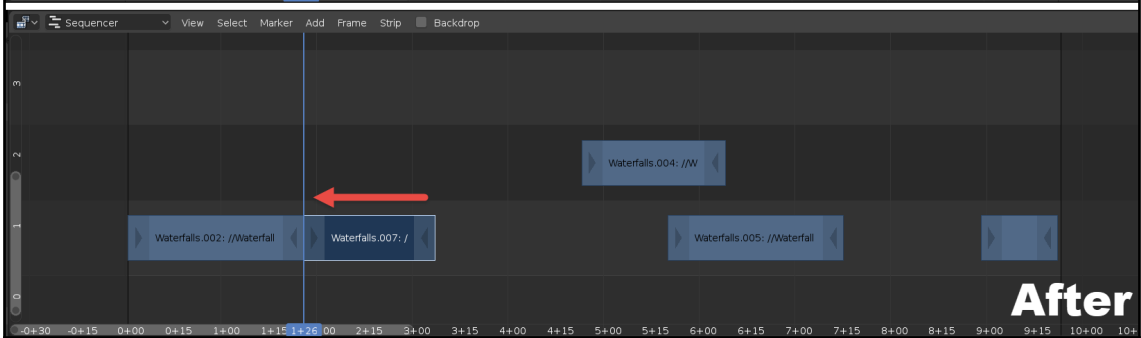 Sequencer View Select Marker Add Frame Strip Backdrop
3
2
Waterfalls.004: //W
1
Waterfalls.002: //Waterfall Waterfalls.007: / Waterfalls.005: //Waterfall
0
After
-0+30 -0+15 0+00 0+15 1+00 1+15 1+26 00 2+15 3+00 3+15 4+00 4+15 5+00 5+15 6+00 6+15 7+00 7+15 8+00 8+15 9+00 9+15 10+00 10+